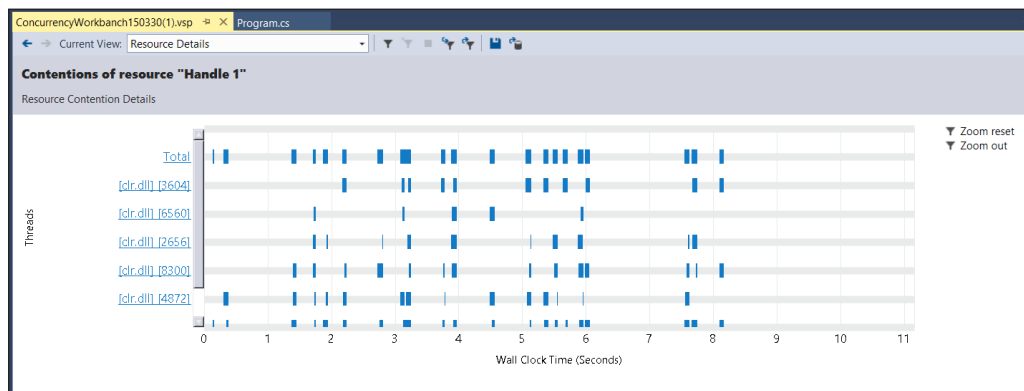 ConcurrencyWorkbanch150330(1).vsp Program.cs
Current View: Resource Details
Contentions of resource "Handle 1"
Resource Contention Details
Zoom reset
Zoom out
Threads
Total
[clr.dll] [3604]
[clr.dll] [6560]
[clr.dll] [2656]
[clr.dll] [8300]
[clr.dll] [4872]
0 1 2 3 4 5 6 7 8 9 10 11
Wall Clock Time (Seconds)